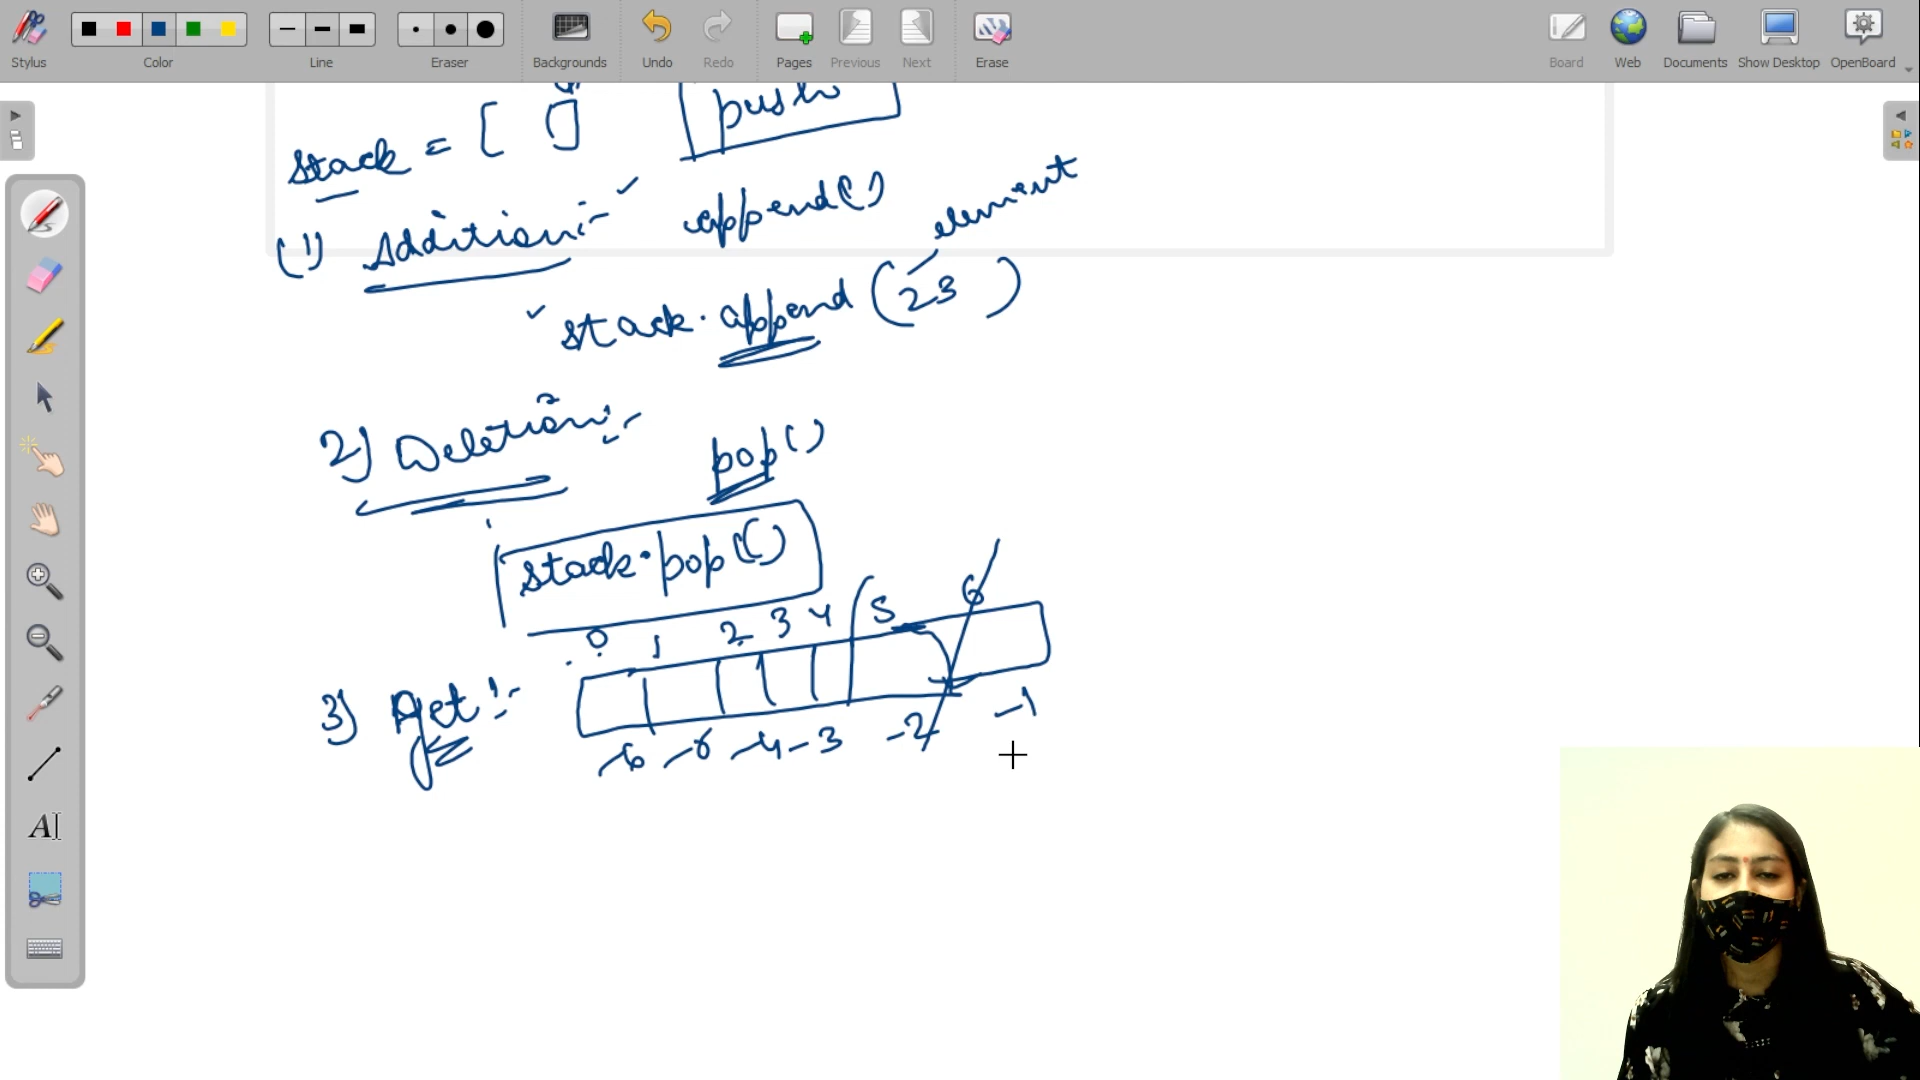 Stylus Color Line Eraser Backgrounds Undo Redo Pages Previous Next Erase Board Web Documents Show Desktop OpenBoard
stack = [ ] push
(1) Addition:- append()
element
stack.append (23)
2) Deletion:- pop()
stack.pop()
0 1 2 3 4 5 6
3) get:-
-6 -5 -4 -3 -2 -1